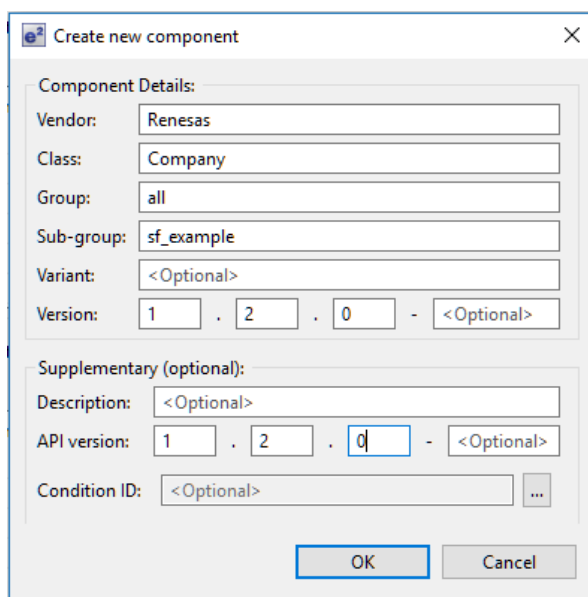 e² Create new component
Component Details:
Vendor: Renesas
Class: Company
Group: all
Sub-group: sf_example
Variant: <Optional>
Version: 1 . 2 . 0 - <Optional>
Supplementary (optional):
Description: <Optional>
API version: 1 . 2 . 0 - <Optional>
Condition ID: <Optional> ...
OK Cancel